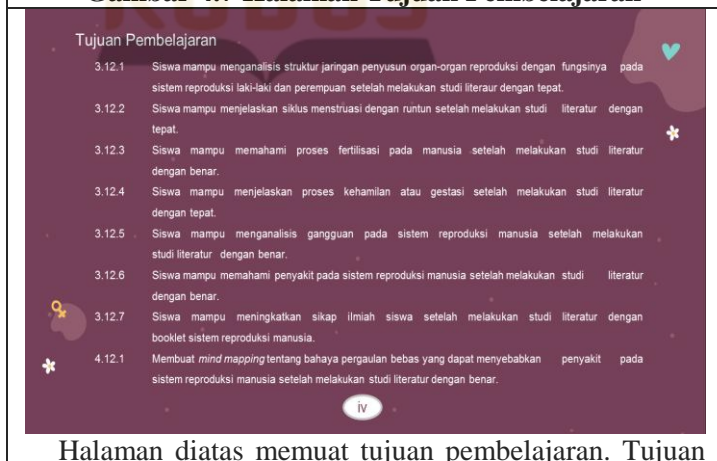 Tujuan Pembelajaran
3.12.1 Siswa mampu menganalisis struktur jaringan penyusun organ-organ reproduksi dengan fungsinya pada
sistem reproduksi laki-laki dan perempuan setelah melakukan studi literaur dengan tepat.
3.12.2 Siswa mampu menjelaskan siklus menstruasi dengan runtun setelah melakukan studi literatur dengan
tepat.
3.12.3 Siswa mampu memahami proses fertilisasi pada manusia setelah melakukan studi literatur
dengan benar.
3.12.4 Siswa mampu menjelaskan proses kehamilan atau gestasi setelah melakukan studi literatur
dengan tepat.
3.12.5 Siswa mampu menganalisis gangguan pada sistem reproduksi manusia setelah melakukan
studi literatur dengan benar.
3.12.6 Siswa mampu memahami penyakit pada sistem reproduksi manusia setelah melakukan studi literatur
dengan benar.
3.12.7 Siswa mampu meningkatkan sikap ilmiah siswa setelah melakukan studi literatur dengan
booklet sistem reproduksi manusia.
4.12.1 Membuat mind mapping tentang bahaya pergaulan bebas yang dapat menyebabkan penyakit pada
sistem reproduksi manusia setelah melakukan studi literatur dengan benar.
iv
Halaman diatas memuat tujuan pembelajaran. Tujuan